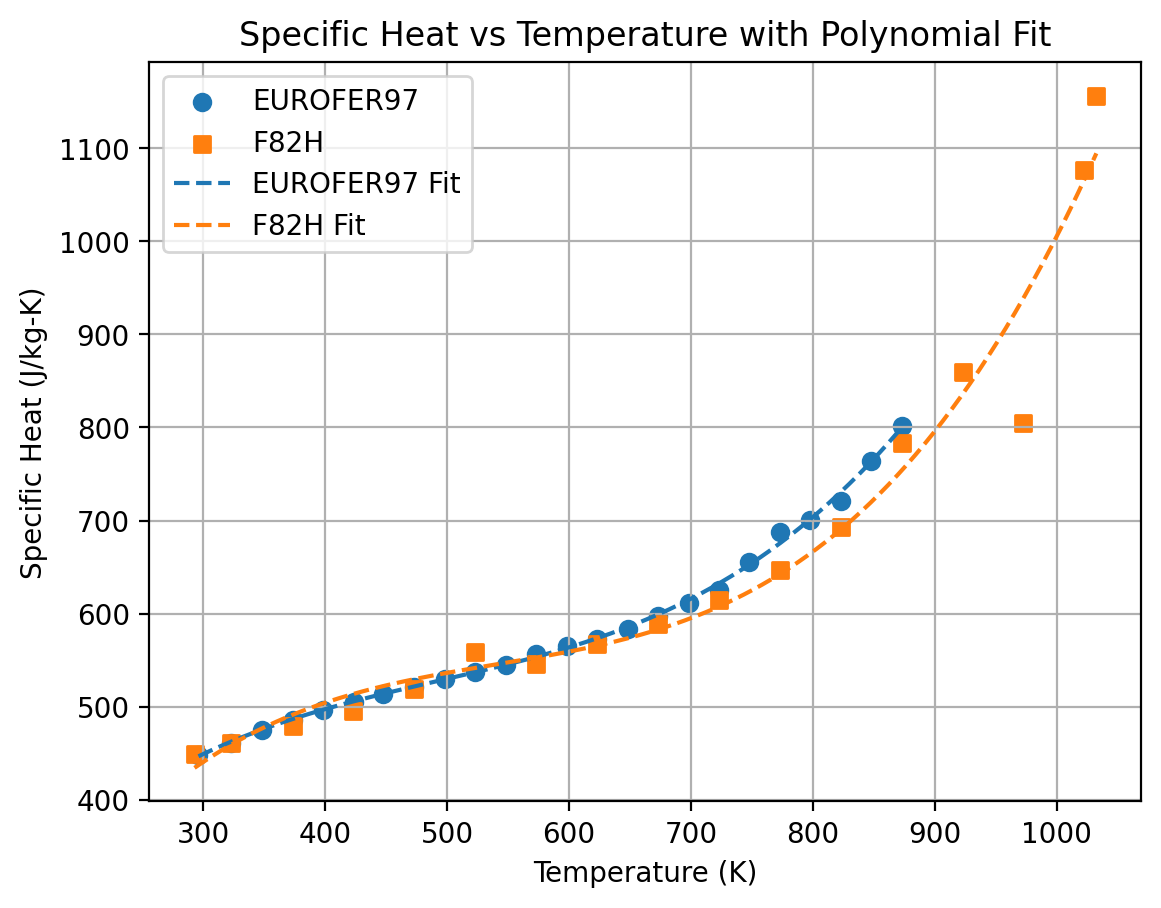 Specific Heat vs Temperature with Polynomial Fit
EUROFER97
F82H
EUROFER97 Fit
F82H Fit
Specific Heat (J/kg-K)
1100
1000
900
800
700
600
500
400
300 400 500 600 700 800 900 1000
Temperature (K)